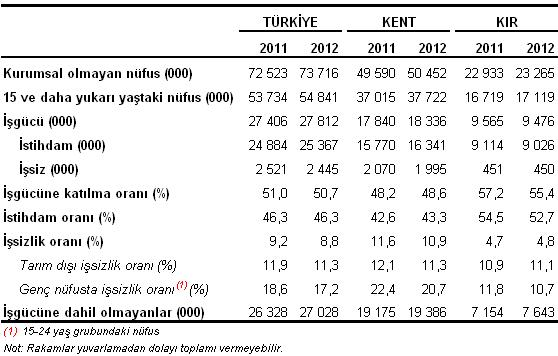 TÜRKİYE KENT KIR
2011 2012 2011 2012 2011 2012
Kurumsal olmayan nüfus (000) 72 523 73 716 49 590 50 452 22 933 23 265
15 ve daha yukarı yaştaki nüfus (000) 53 734 54 841 37 015 37 722 16 719 17 119
İşgücü (000) 27 406 27 812 17 840 18 336 9 565 9 476
İstihdam (000) 24 884 25 367 15 770 16 341 9 114 9 026
İşsiz (000) 2 521 2 445 2 070 1 995 451 450
İşgücüne katılma oranı (%) 51,0 50,7 48,2 48,6 57,2 55,4
İstihdam oranı (%) 46,3 46,3 42,6 43,3 54,5 52,7
İşsizlik oranı (%) 9,2 8,8 11,6 10,9 4,7 4,8
Tarım dışı işsizlik oranı (%) 11,9 11,3 12,1 11,3 10,9 11,1
Genç nüfusta işsizlik oranı (1) (%) 18,6 17,2 22,4 20,7 11,8 10,7
İşgücüne dahil olmayanlar (000) 26 328 27 028 19 175 19 386 7 154 7 643
(1) 15-24 yaş grubundaki nüfus
Not: Rakamlar yuvarlamadan dolayı toplamı vermeyebilir.